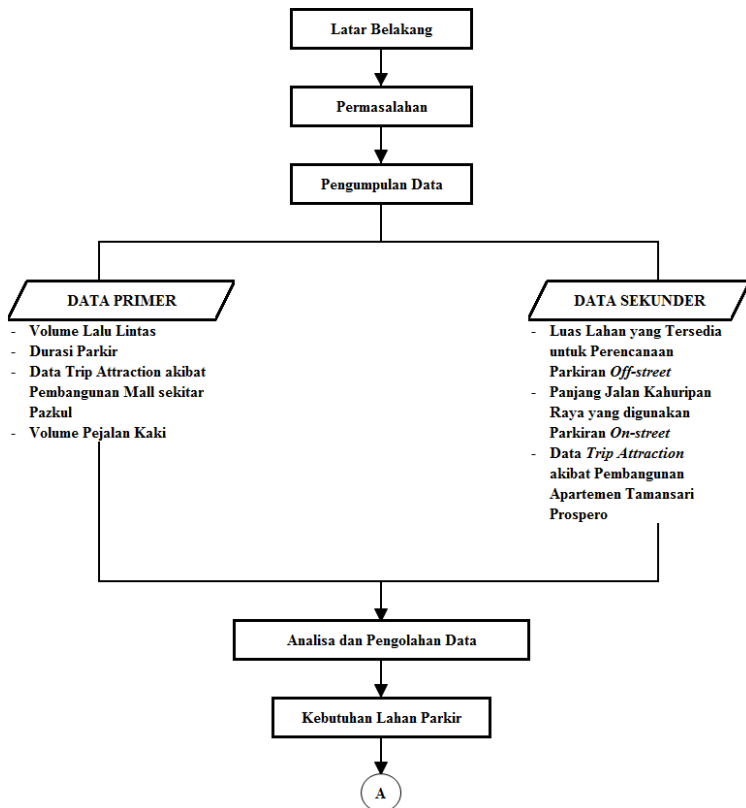 Latar Belakang
Permasalahan
Pengumpulan Data
DATA PRIMER
- Volume Lalu Lintas
- Durasi Parkir
- Data Trip Attraction akibat
Pembangunan Mall sekitar
Pazkul
- Volume Pejalan Kaki
DATA SEKUNDER
- Luas Lahan yang Tersedia
untuk Perencanaan
Parkiran Off-street
- Panjang Jalan Kahuripan
Raya yang digunakan
Parkiran On-street
- Data Trip Attraction
akibat Pembangunan
Apartemen Tamansari
Prospero
Analisa dan Pengolahan Data
Kebutuhan Lahan Parkir
A